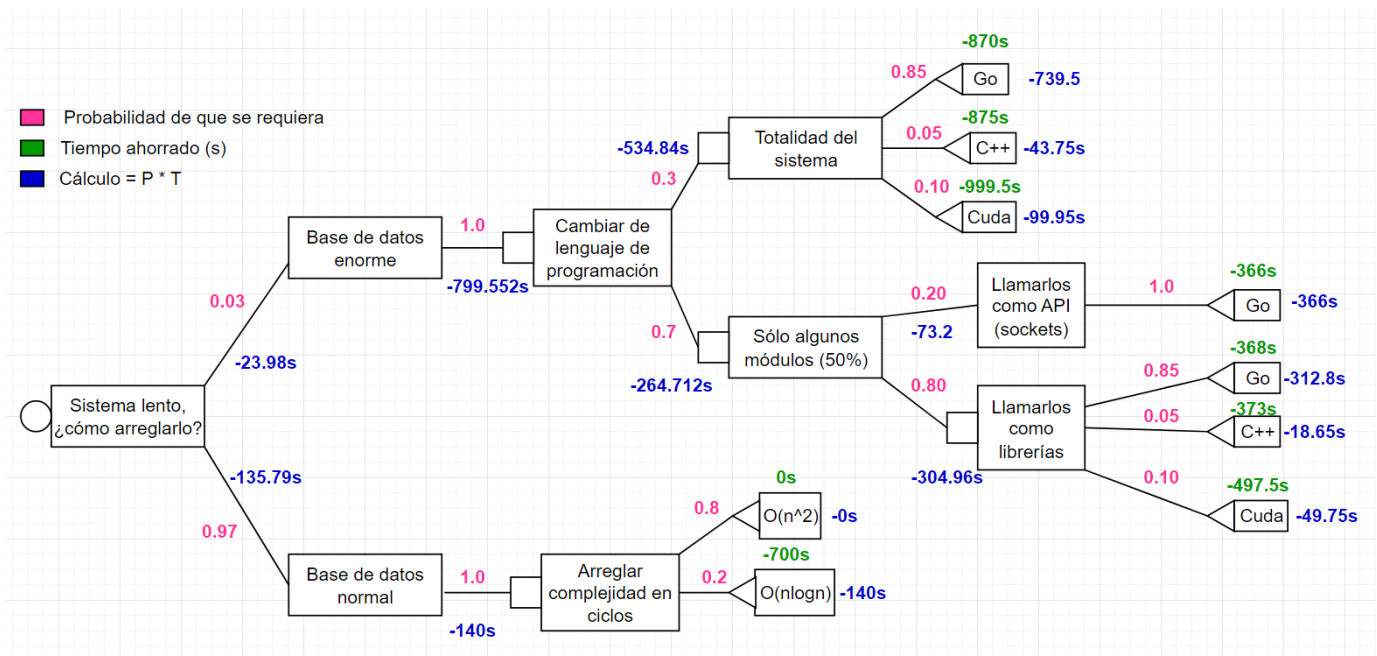 Probabilidad de que se requiera
Tiempo ahorrado (s)
Cálculo = P * T
Sistema lento,
¿cómo arreglarlo?
0.03
-23.98s
Base de datos
enorme
1.0
-799.552s
Cambiar de
lenguaje de
programación
0.3
-534.84s
Totalidad del
sistema
0.85
-870s
Go
-739.5
0.05
-875s
C++
-43.75s
0.10
-999.5s
Cuda
-99.95s
0.7
-264.712s
Sólo algunos
módulos (50%)
0.20
-73.2
Llamarlos
como API
(sockets)
1.0
-366s
Go
-366s
0.80
-304.96s
Llamarlos
como
librerías
0.85
-368s
Go
-312.8s
0.05
-373s
C++
-18.65s
0.10
-497.5s
Cuda
-49.75s
-135.79s
0.97
Base de datos
normal
1.0
-140s
Arreglar
complejidad en
ciclos
0.8
0s
O(n^2)
-0s
0.2
-700s
O(nlogn)
-140s